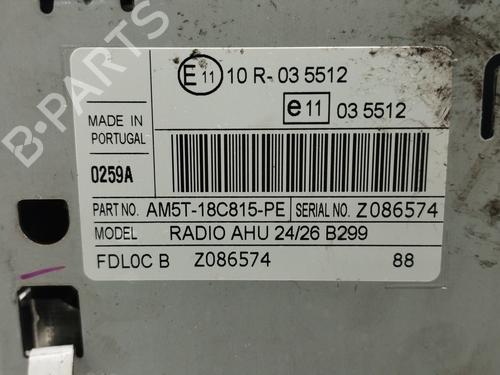 E 11 10 R- 03 5512
e 11 03 5512
MADE IN
PORTUGAL
0259A
PART NO. AM5T-18C815-PE SERIAL NO. Z086574
MODEL RADIO AHU 24/26 B299
FDL0C B Z086574 88
B-PARTS
B-PARTS